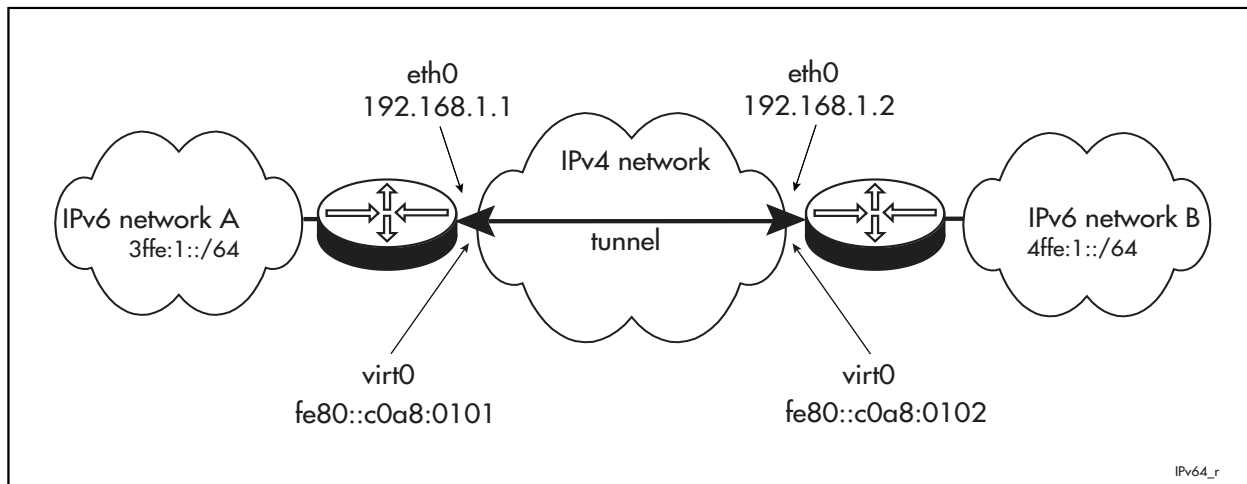 eth0
192.168.1.1
eth0
192.168.1.2
IPv4 network
IPv6 network A
3ffe:1::/64
tunnel
IPv6 network B
4ffe:1::/64
virt0
fe80::c0a8:0101
virt0
fe80::c0a8:0102
IPv64_r